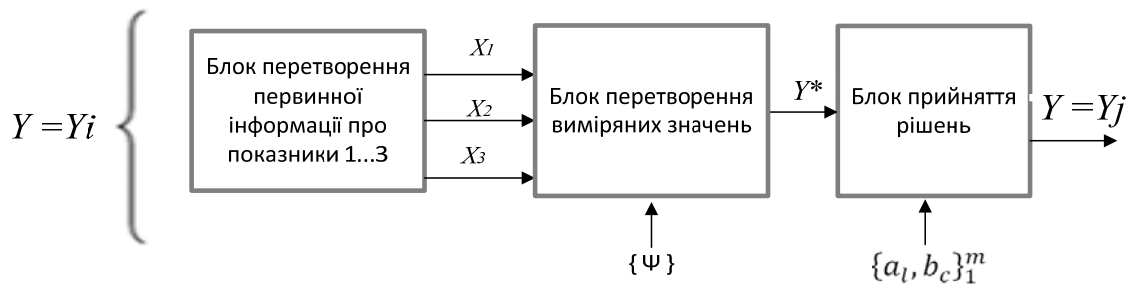 Y =Yi
Блок перетворення
первинної
інформації про
показники 1...3
X1
X2
X3
Блок перетворення
виміряних значень
{ Ψ }
Y*
Блок прийняття
рішень
{a_l, b_c}_1^m
Y =Yj